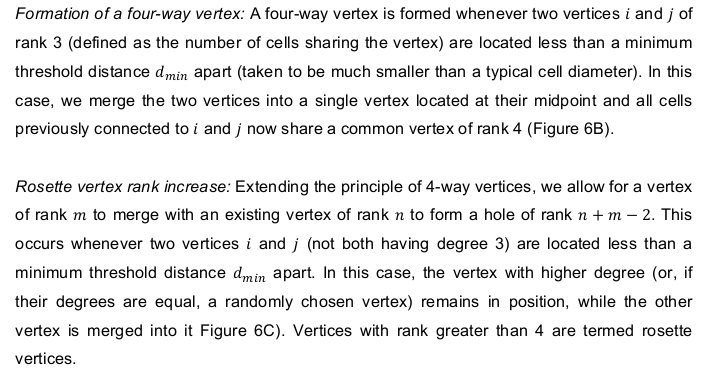 Formation of a four-way vertex: A four-way vertex is formed whenever two vertices i and j of
rank 3 (defined as the number of cells sharing the vertex) are located less than a minimum
threshold distance d_min apart (taken to be much smaller than a typical cell diameter). In this
case, we merge the two vertices into a single vertex located at their midpoint and all cells
previously connected to i and j now share a common vertex of rank 4 (Figure 6B).
Rosette vertex rank increase: Extending the principle of 4-way vertices, we allow for a vertex
of rank m to merge with an existing vertex of rank n to form a hole of rank n + m − 2. This
occurs whenever two vertices i and j (not both having degree 3) are located less than a
minimum threshold distance d_min apart. In this case, the vertex with higher degree (or, if
their degrees are equal, a randomly chosen vertex) remains in position, while the other
vertex is merged into it Figure 6C). Vertices with rank greater than 4 are termed rosette
vertices.